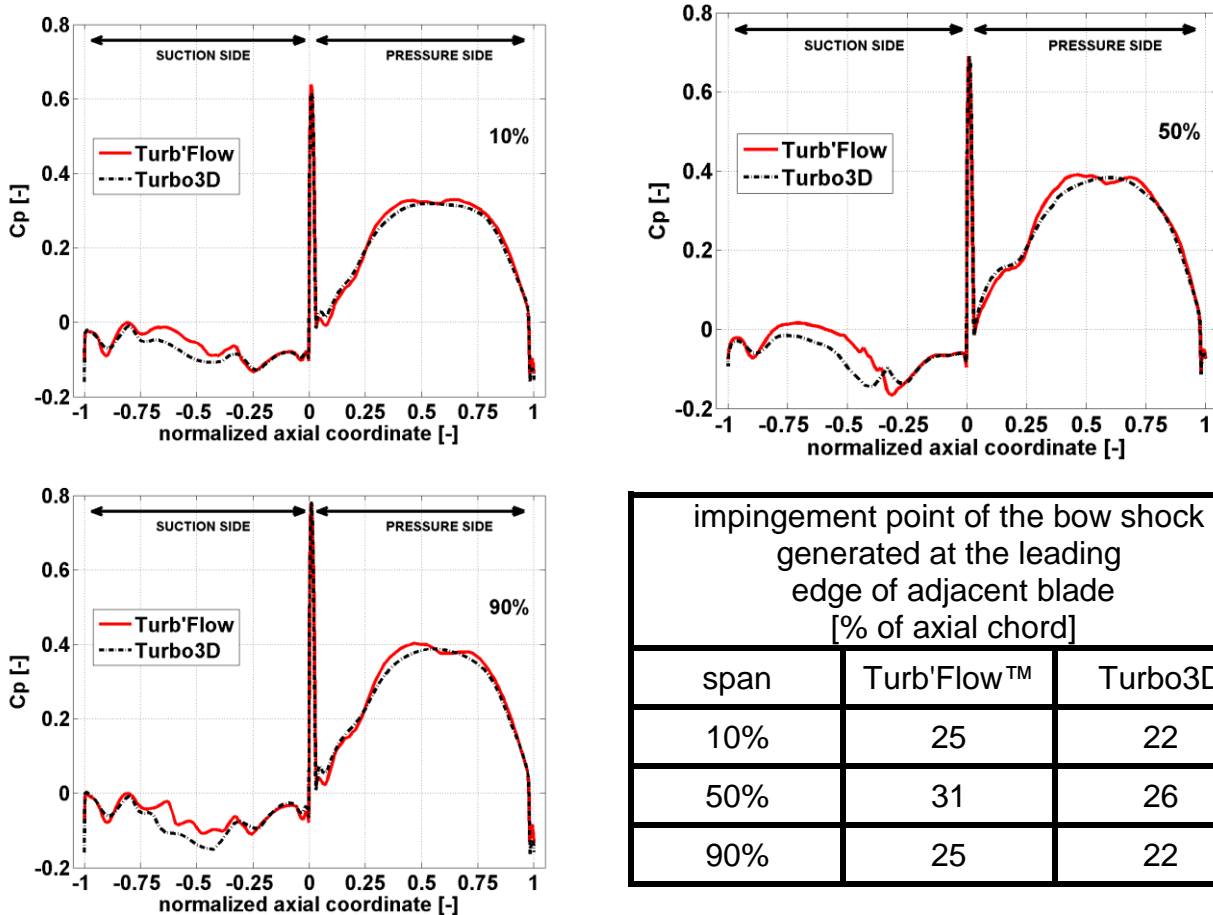 0.8
0.6
0.4
0.2
0
-0.2
Cp [-]
SUCTION SIDE
PRESSURE SIDE
10%
Turb'Flow
Turbo3D
-1 -0.75 -0.5 -0.25 0 0.25 0.5 0.75 1
normalized axial coordinate [-]
0.8
0.6
0.4
0.2
0
-0.2
Cp [-]
SUCTION SIDE
PRESSURE SIDE
50%
Turb'Flow
Turbo3D
-1 -0.75 -0.5 -0.25 0 0.25 0.5 0.75 1
normalized axial coordinate [-]
0.8
0.6
0.4
0.2
0
-0.2
Cp [-]
SUCTION SIDE
PRESSURE SIDE
90%
Turb'Flow
Turbo3D
-1 -0.75 -0.5 -0.25 0 0.25 0.5 0.75 1
normalized axial coordinate [-]
impingement point of the bow shock
generated at the leading
edge of adjacent blade
[% of axial chord]
span Turb'Flow™ Turbo3D
10% 25 22
50% 31 26
90% 25 22